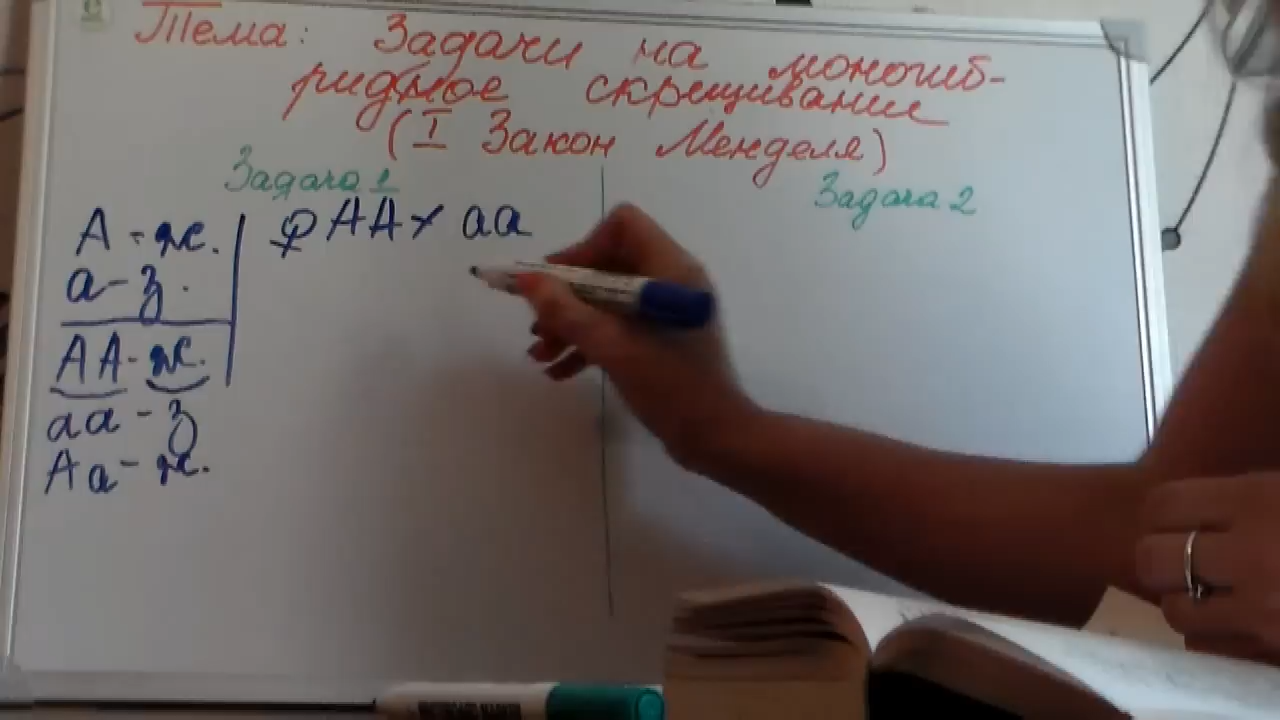 Тема: Задачи на моногиб-
ридное скрещивание
(I Закон Менделя)
Задача 1
Задача 2
A - ж.
а - з.
АА - ж.
аа - з
Аа - ж.
♀ АА х аа